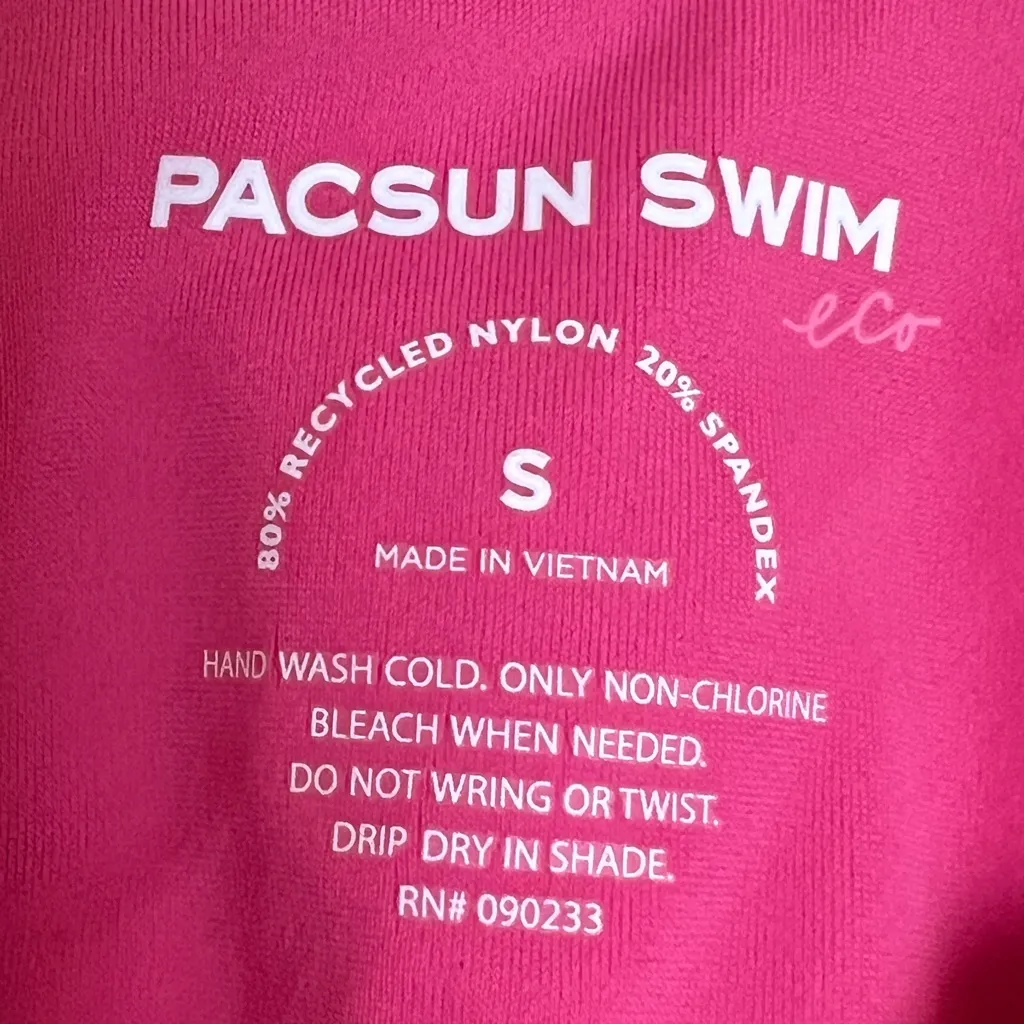 PACSUN SWIM
eco
80% RECYCLED NYLON 20% SPANDEX
S
MADE IN VIETNAM
HAND WASH COLD. ONLY NON-CHLORINE
BLEACH WHEN NEEDED.
DO NOT WRING OR TWIST.
DRIP DRY IN SHADE.
RN# 090233